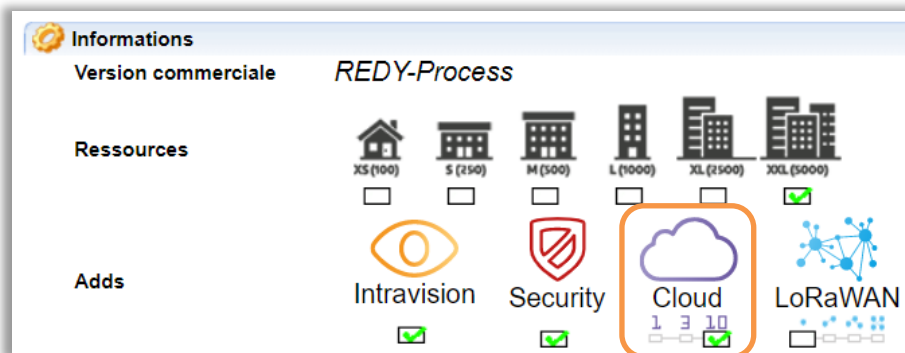 Informations
Version commerciale REDY-Process
Ressources
XS (100) S (250) M (500) L (1000) XL (2500) XXL (5000)
Adds
Intravision Security Cloud LoRaWAN
1 3 10